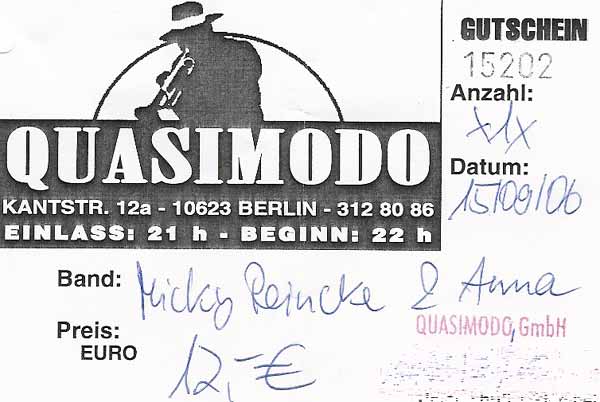 GUTSCHEIN
15202
Anzahl:
x1x
QUASIMODO
Datum:
15/09/06
KANTSTR. 12a - 10623 BERLIN - 312 80 86
EINLASS: 21 h - BEGINN: 22 h
Band: Micky Reincke & Anna
QUASIMODO GmbH
Preis:
EURO
12,-€